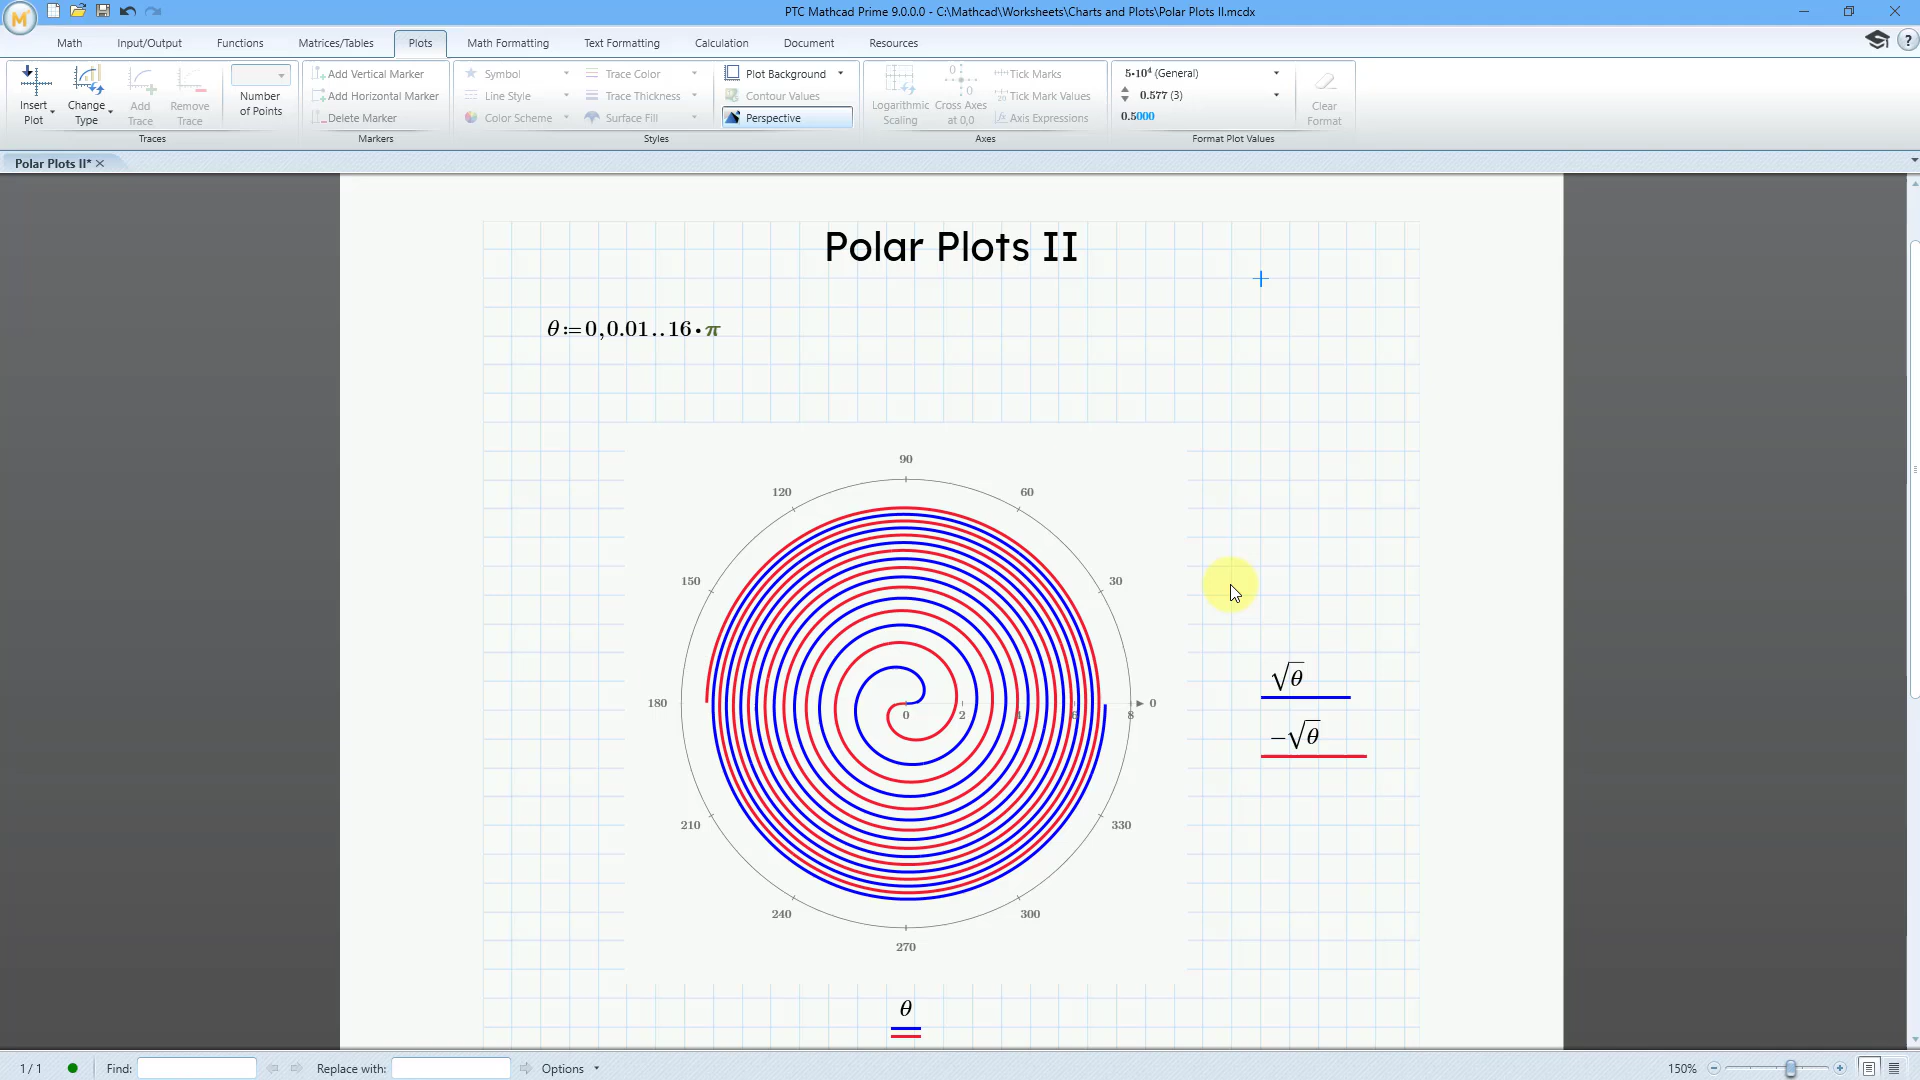 PTC Mathcad Prime 9.0.0.0 - C:\Mathcad\Worksheets\Charts and Plots\Polar Plots II.mcdx
Math Input/Output Functions Matrices/Tables Plots Math Formatting Text Formatting Calculation Document Resources
Insert Plot
Change Type
Add Trace
Remove Trace
Traces
Number of Points
Add Vertical Marker
Add Horizontal Marker
Delete Marker
Markers
Symbol
Line Style
Color Scheme
Trace Color
Trace Thickness
Surface Fill
Plot Background
Contour Values
Perspective
Styles
Logarithmic Scaling
Cross Axes at 0,0
Tick Marks
Tick Mark Values
Axis Expressions
Axes
5•10⁴ (General)
0.577 (3)
0.5000
Clear Format
Format Plot Values
Polar Plots II*
Polar Plots II
θ:=0,0.01..16•π
90
120
60
150
30
180
0 2 4 6 8
0
210
330
240
300
270
√θ
−√θ
θ
1 / 1 Find: Replace with: Options 150%